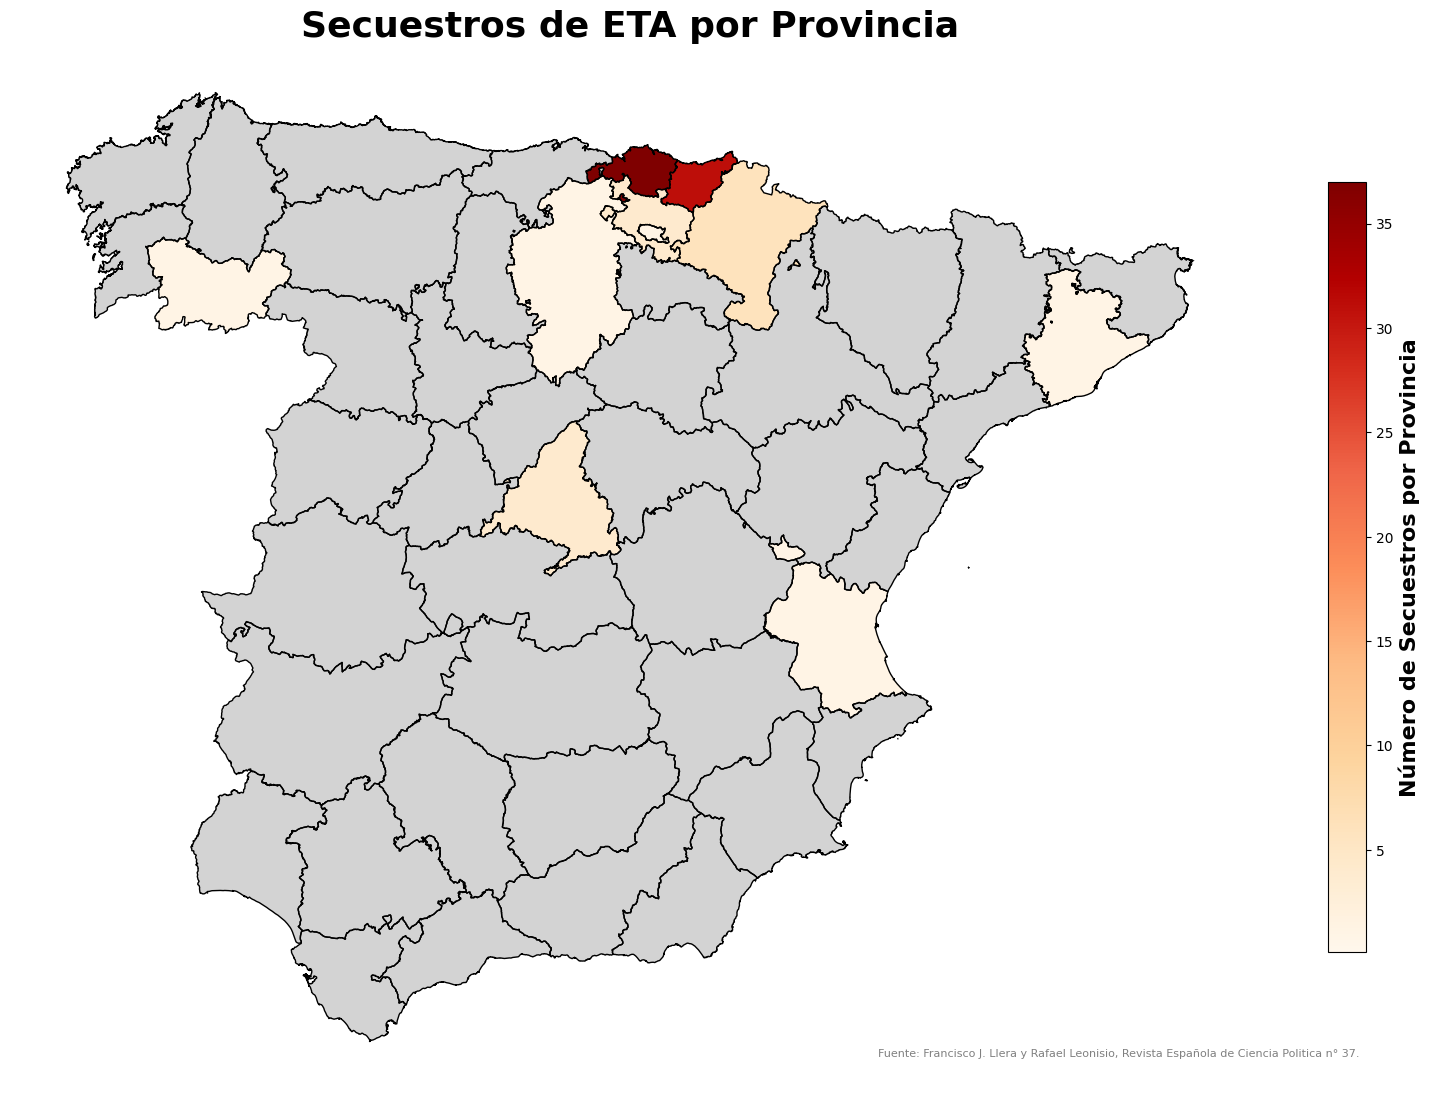 Secuestros de ETA por Provincia
35
30
25
20
15
10
5
Número de Secuestros por Provincia
Fuente: Francisco J. Llera y Rafael Leonisio, Revista Española de Ciencia Politica n° 37.